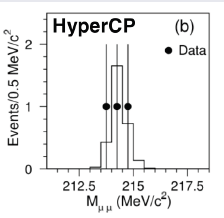 HyperCP (b)
Data
Events/0.5 MeV/c²
2
1
0
212.5 215 217.5
M_μμ (MeV/c²)